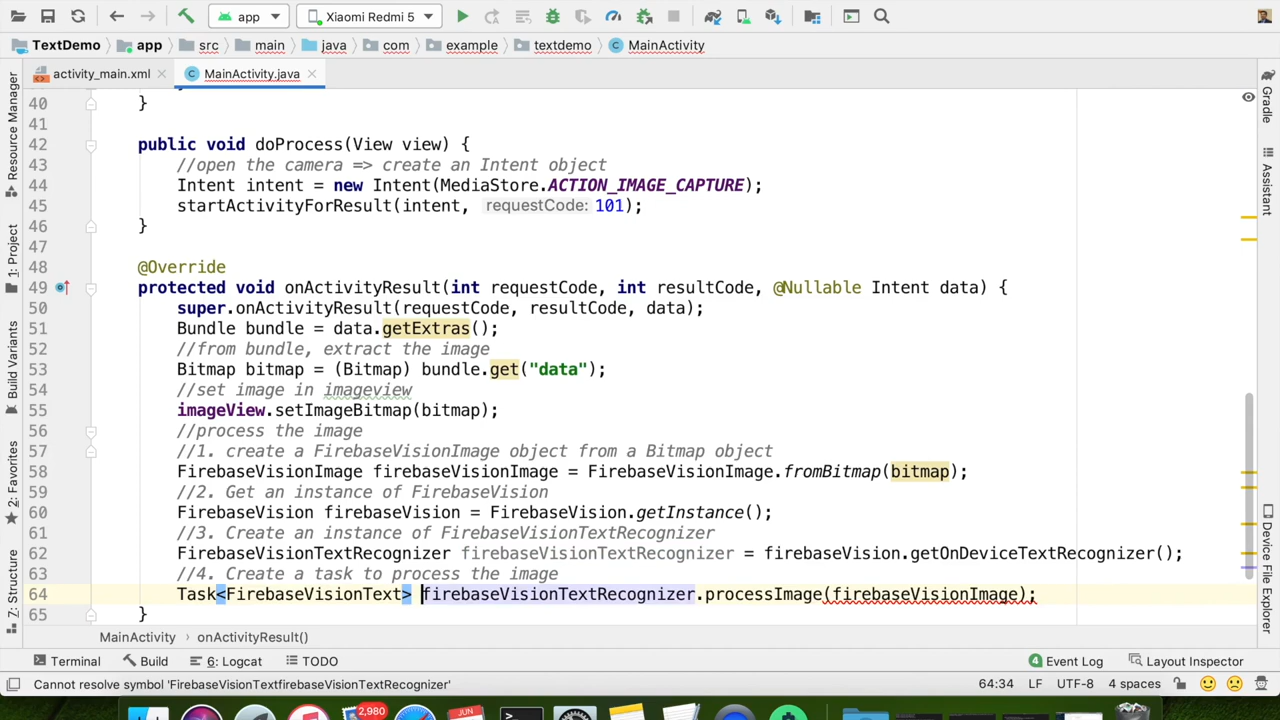 app
Xiaomi Redmi 5
TextDemo app src main java com example textdemo MainActivity
activity_main.xml MainActivity.java
Resource Manager
1: Project
Build Variants
2: Favorites
Z: Structure
40 }
41
42 public void doProcess(View view) {
43 //open the camera => create an Intent object
44 Intent intent = new Intent(MediaStore.ACTION_IMAGE_CAPTURE);
45 startActivityForResult(intent, requestCode: 101);
46 }
47
48 @Override
49 protected void onActivityResult(int requestCode, int resultCode, @Nullable Intent data) {
50 super.onActivityResult(requestCode, resultCode, data);
51 Bundle bundle = data.getExtras();
52 //from bundle, extract the image
53 Bitmap bitmap = (Bitmap) bundle.get("data");
54 //set image in imageview
55 imageView.setImageBitmap(bitmap);
56 //process the image
57 //1. create a FirebaseVisionImage object from a Bitmap object
58 FirebaseVisionImage firebaseVisionImage = FirebaseVisionImage.fromBitmap(bitmap);
59 //2. Get an instance of FirebaseVision
60 FirebaseVision firebaseVision = FirebaseVision.getInstance();
61 //3. Create an instance of FirebaseVisionTextRecognizer
62 FirebaseVisionTextRecognizer firebaseVisionTextRecognizer = firebaseVision.getOnDeviceTextRecognizer();
63 //4. Create a task to process the image
64 Task<FirebaseVisionText> firebaseVisionTextRecognizer.processImage(firebaseVisionImage);
65 }
Gradle
Assistant
Device File Explorer
MainActivity onActivityResult()
Terminal Build 6: Logcat TODO 4 Event Log Layout Inspector
Cannot resolve symbol 'FirebaseVisionTextfirebaseVisionTextRecognizer' 64:34 LF UTF-8 4 spaces
2,980
JUN